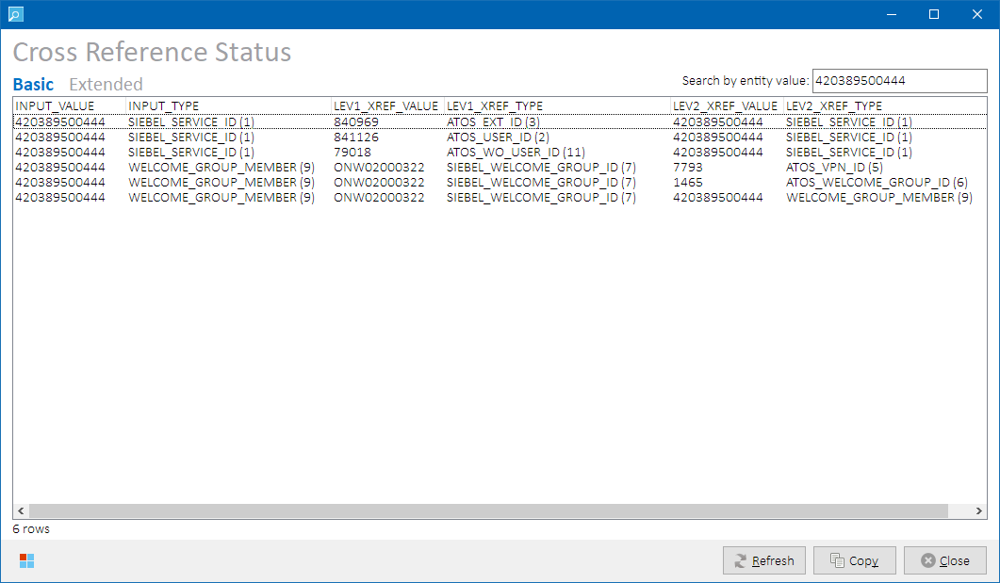 Cross Reference Status
Basic Extended Search by entity value: 420389500444
INPUT_VALUE INPUT_TYPE LEV1_XREF_VALUE LEV1_XREF_TYPE LEV2_XREF_VALUE LEV2_XREF_TYPE
420389500444 SIEBEL_SERVICE_ID (1) 840969 ATOS_EXT_ID (3) 420389500444 SIEBEL_SERVICE_ID (1)
420389500444 SIEBEL_SERVICE_ID (1) 841126 ATOS_USER_ID (2) 420389500444 SIEBEL_SERVICE_ID (1)
420389500444 SIEBEL_SERVICE_ID (1) 79018 ATOS_WO_USER_ID (11) 420389500444 SIEBEL_SERVICE_ID (1)
420389500444 WELCOME_GROUP_MEMBER (9) ONW02000322 SIEBEL_WELCOME_GROUP_ID (7) 7793 ATOS_VPN_ID (5)
420389500444 WELCOME_GROUP_MEMBER (9) ONW02000322 SIEBEL_WELCOME_GROUP_ID (7) 1465 ATOS_WELCOME_GROUP_ID (6)
420389500444 WELCOME_GROUP_MEMBER (9) ONW02000322 SIEBEL_WELCOME_GROUP_ID (7) 420389500444 WELCOME_GROUP_MEMBER (9)
6 rows
Refresh Copy Close